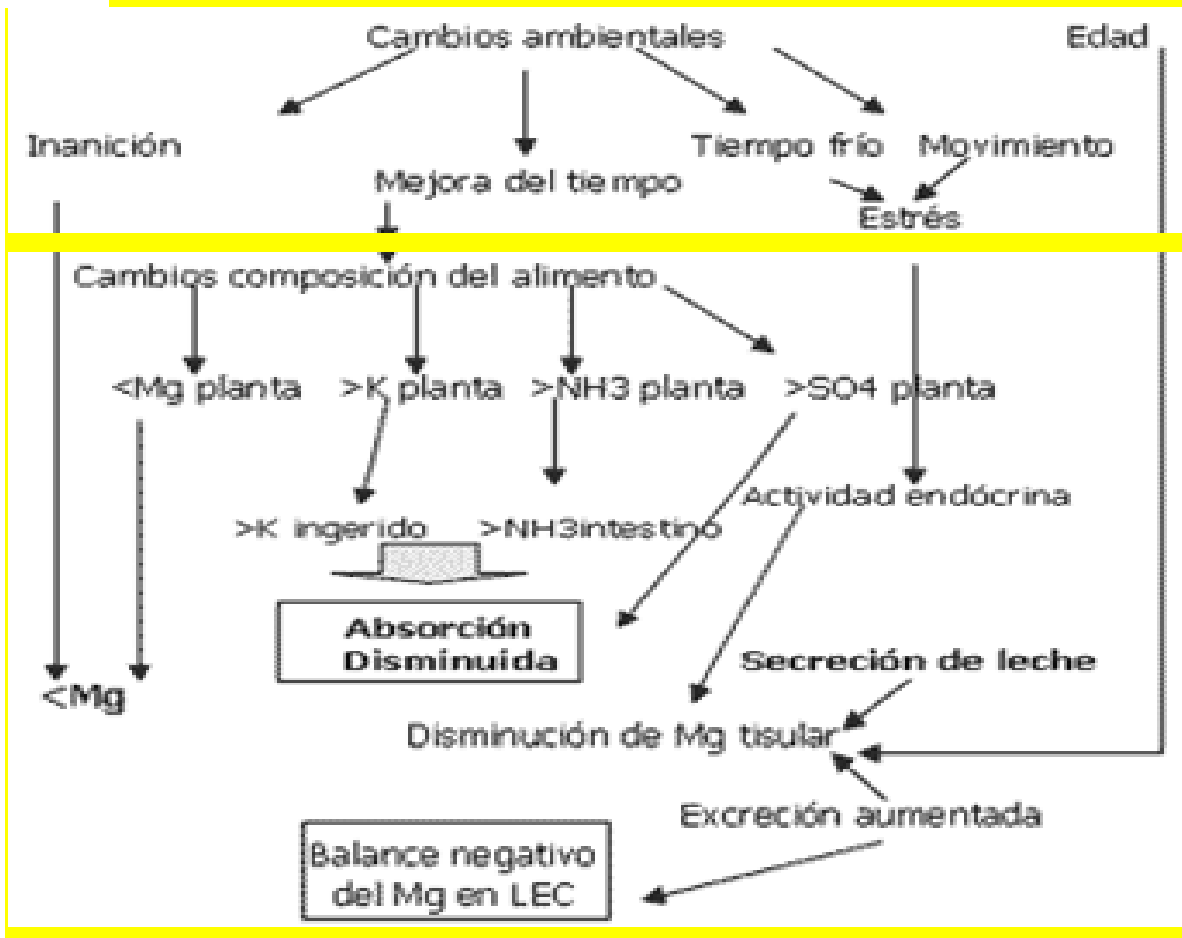 Cambios ambientales Edad
Inanición Tiempo frío Movimiento
Mejora del tiempo
Estrés
Cambios composición del alimento
<Mg planta >K planta >NH3 planta >SO4 planta
Actividad endócrina
>K ingerido >NH3intestino
Absorción
Disminuida
Secreción de leche
<Mg
Disminución de Mg tisular
Excreción aumentada
Balance negativo
del Mg en LEC